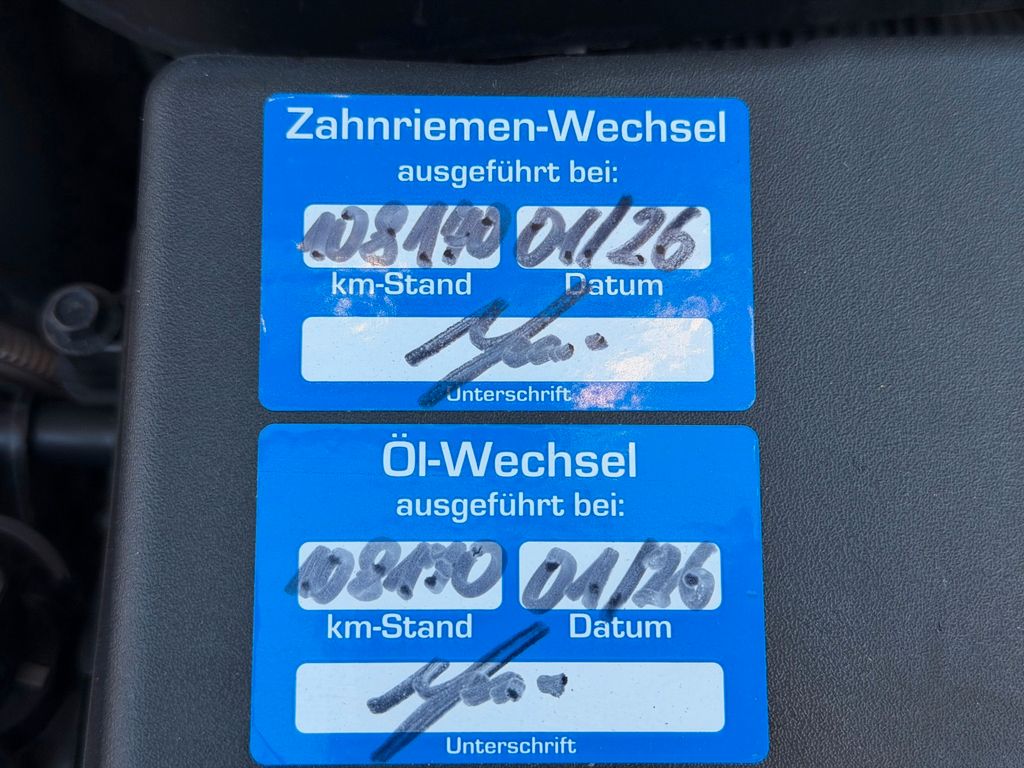 Zahnriemen-Wechsel
ausgeführt bei:
108140 01/26
km-Stand Datum
Unterschrift
Öl-Wechsel
ausgeführt bei:
108140 01/26
km-Stand Datum
Unterschrift